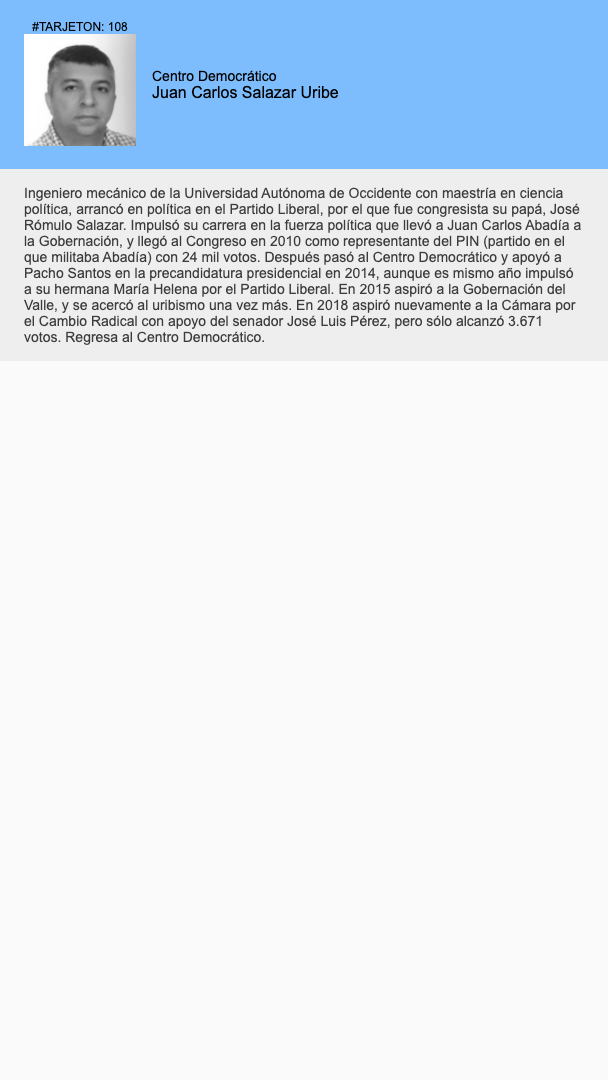 #TARJETON: 108
Centro Democrático
Juan Carlos Salazar Uribe
Ingeniero mecánico de la Universidad Autónoma de Occidente con maestría en ciencia
política, arrancó en política en el Partido Liberal, por el que fue congresista su papá, José
Rómulo Salazar. Impulsó su carrera en la fuerza política que llevó a Juan Carlos Abadía a
la Gobernación, y llegó al Congreso en 2010 como representante del PIN (partido en el
que militaba Abadía) con 24 mil votos. Después pasó al Centro Democrático y apoyó a
Pacho Santos en la precandidatura presidencial en 2014, aunque es mismo año impulsó
a su hermana María Helena por el Partido Liberal. En 2015 aspiró a la Gobernación del
Valle, y se acercó al uribismo una vez más. En 2018 aspiró nuevamente a la Cámara por
el Cambio Radical con apoyo del senador José Luis Pérez, pero sólo alcanzó 3.671
votos. Regresa al Centro Democrático.